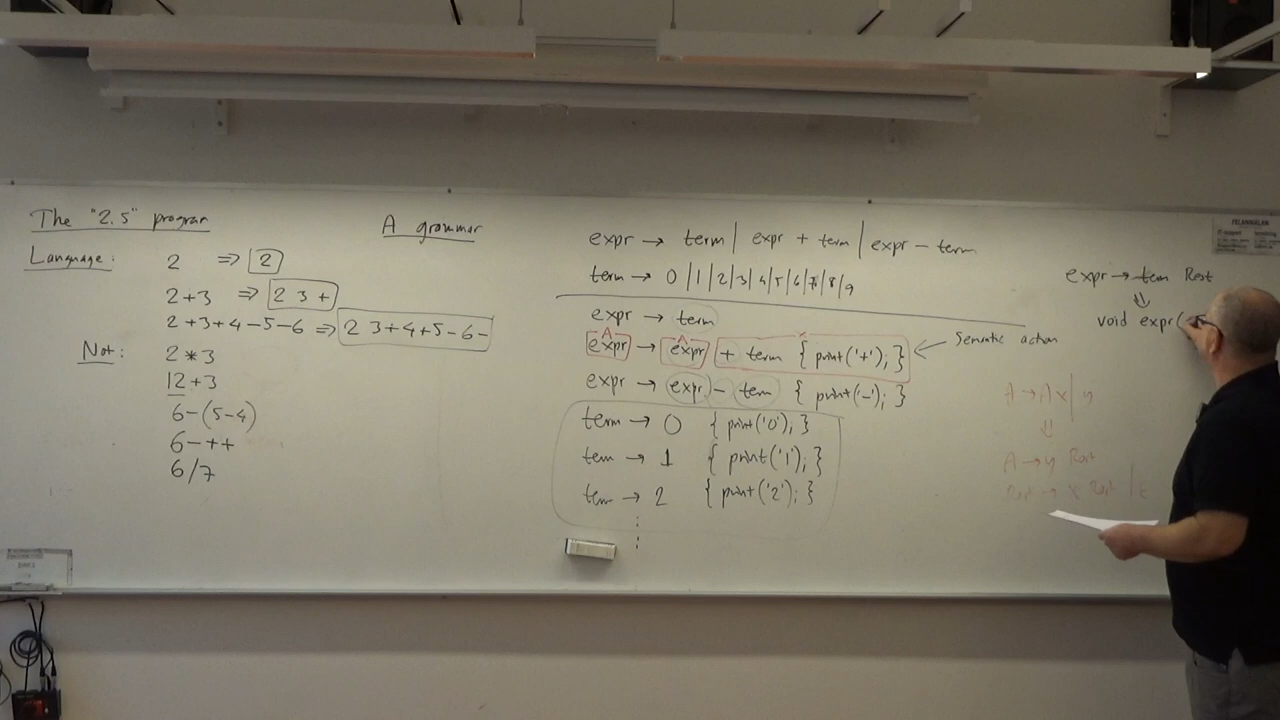 The "2.5" program
Language:
2 => 2
2+3 => 2 3 +
2+3+4-5-6 => 2 3+4+5-6-
Not:
2*3
12+3
6-(5-4)
6-++
6/7
A grammar
expr → term | expr + term | expr - term
term → 0|1|2|3|4|5|6|7|8|9
expr → term
expr → expr + term { print('+'); }
A A x
Semantic action
expr → expr - term { print('-'); }
term → 0 { print('0'); }
term → 1 { print('1'); }
term → 2 { print('2'); }
expr → term Rest
⇓
void expr(
A → A x | y
⇓
A → y Rest
Rest → x Rest | ε